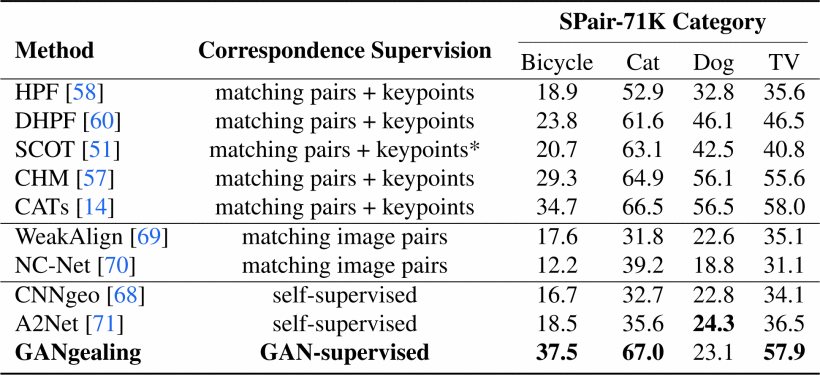 SPair-71K Category
Method Correspondence Supervision Bicycle Cat Dog TV
HPF [58] matching pairs + keypoints 18.9 52.9 32.8 35.6
DHPF [60] matching pairs + keypoints 23.8 61.6 46.1 46.5
SCOT [51] matching pairs + keypoints* 20.7 63.1 42.5 40.8
CHM [57] matching pairs + keypoints 29.3 64.9 56.1 55.6
CATs [14] matching pairs + keypoints 34.7 66.5 56.5 58.0
WeakAlign [69] matching image pairs 17.6 31.8 22.6 35.1
NC-Net [70] matching image pairs 12.2 39.2 18.8 31.1
CNNgeo [68] self-supervised 16.7 32.7 22.8 34.1
A2Net [71] self-supervised 18.5 35.6 24.3 36.5
GANgealing GAN-supervised 37.5 67.0 23.1 57.9